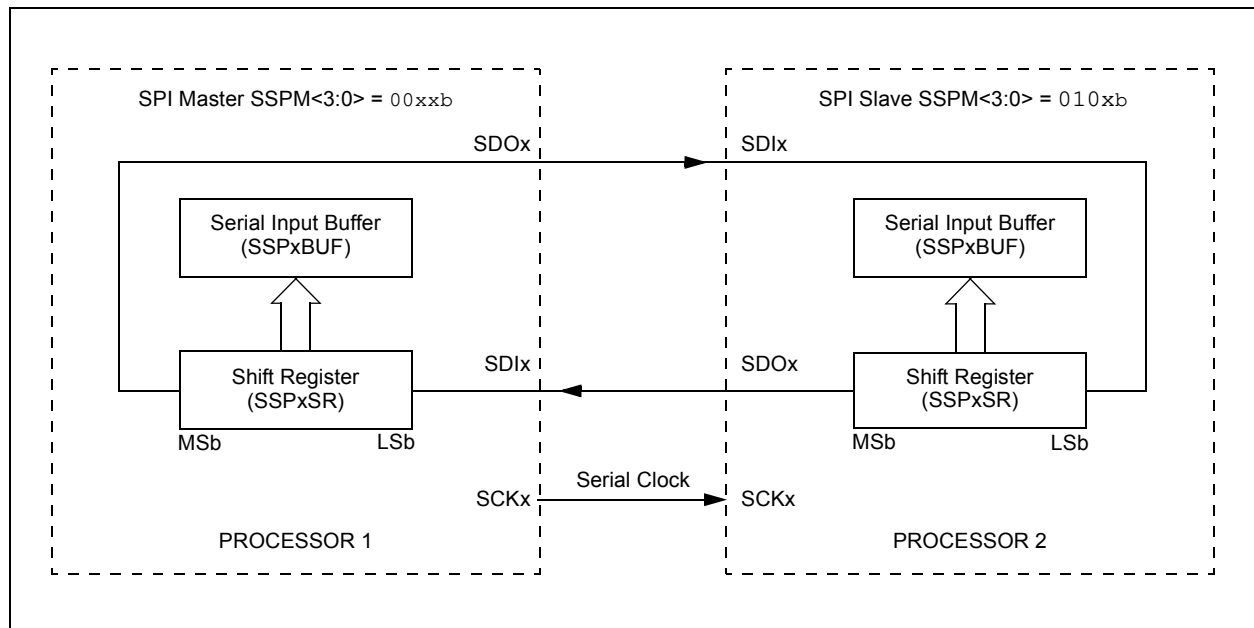 SPI Master SSPM<3:0> = 00xxb
SPI Slave SSPM<3:0> = 010xb
SDOx
SDIx
Serial Input Buffer
(SSPxBUF)
Serial Input Buffer
(SSPxBUF)
SDIx
SDOx
Shift Register
(SSPxSR)
Shift Register
(SSPxSR)
MSb
LSb
MSb
LSb
Serial Clock
SCKx
SCKx
PROCESSOR 1
PROCESSOR 2